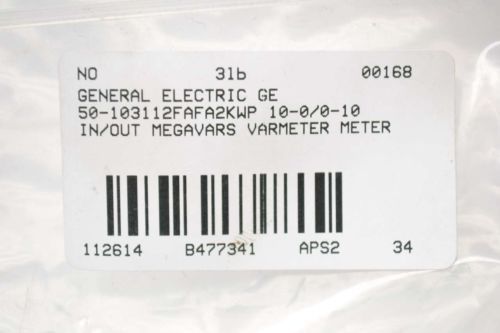 NO 3lb 00168
GENERAL ELECTRIC GE
50-103112FAFA2KWP 10-0/0-10
IN/OUT MEGAVARS VARMETER METER
112614 B477341 APS2 34